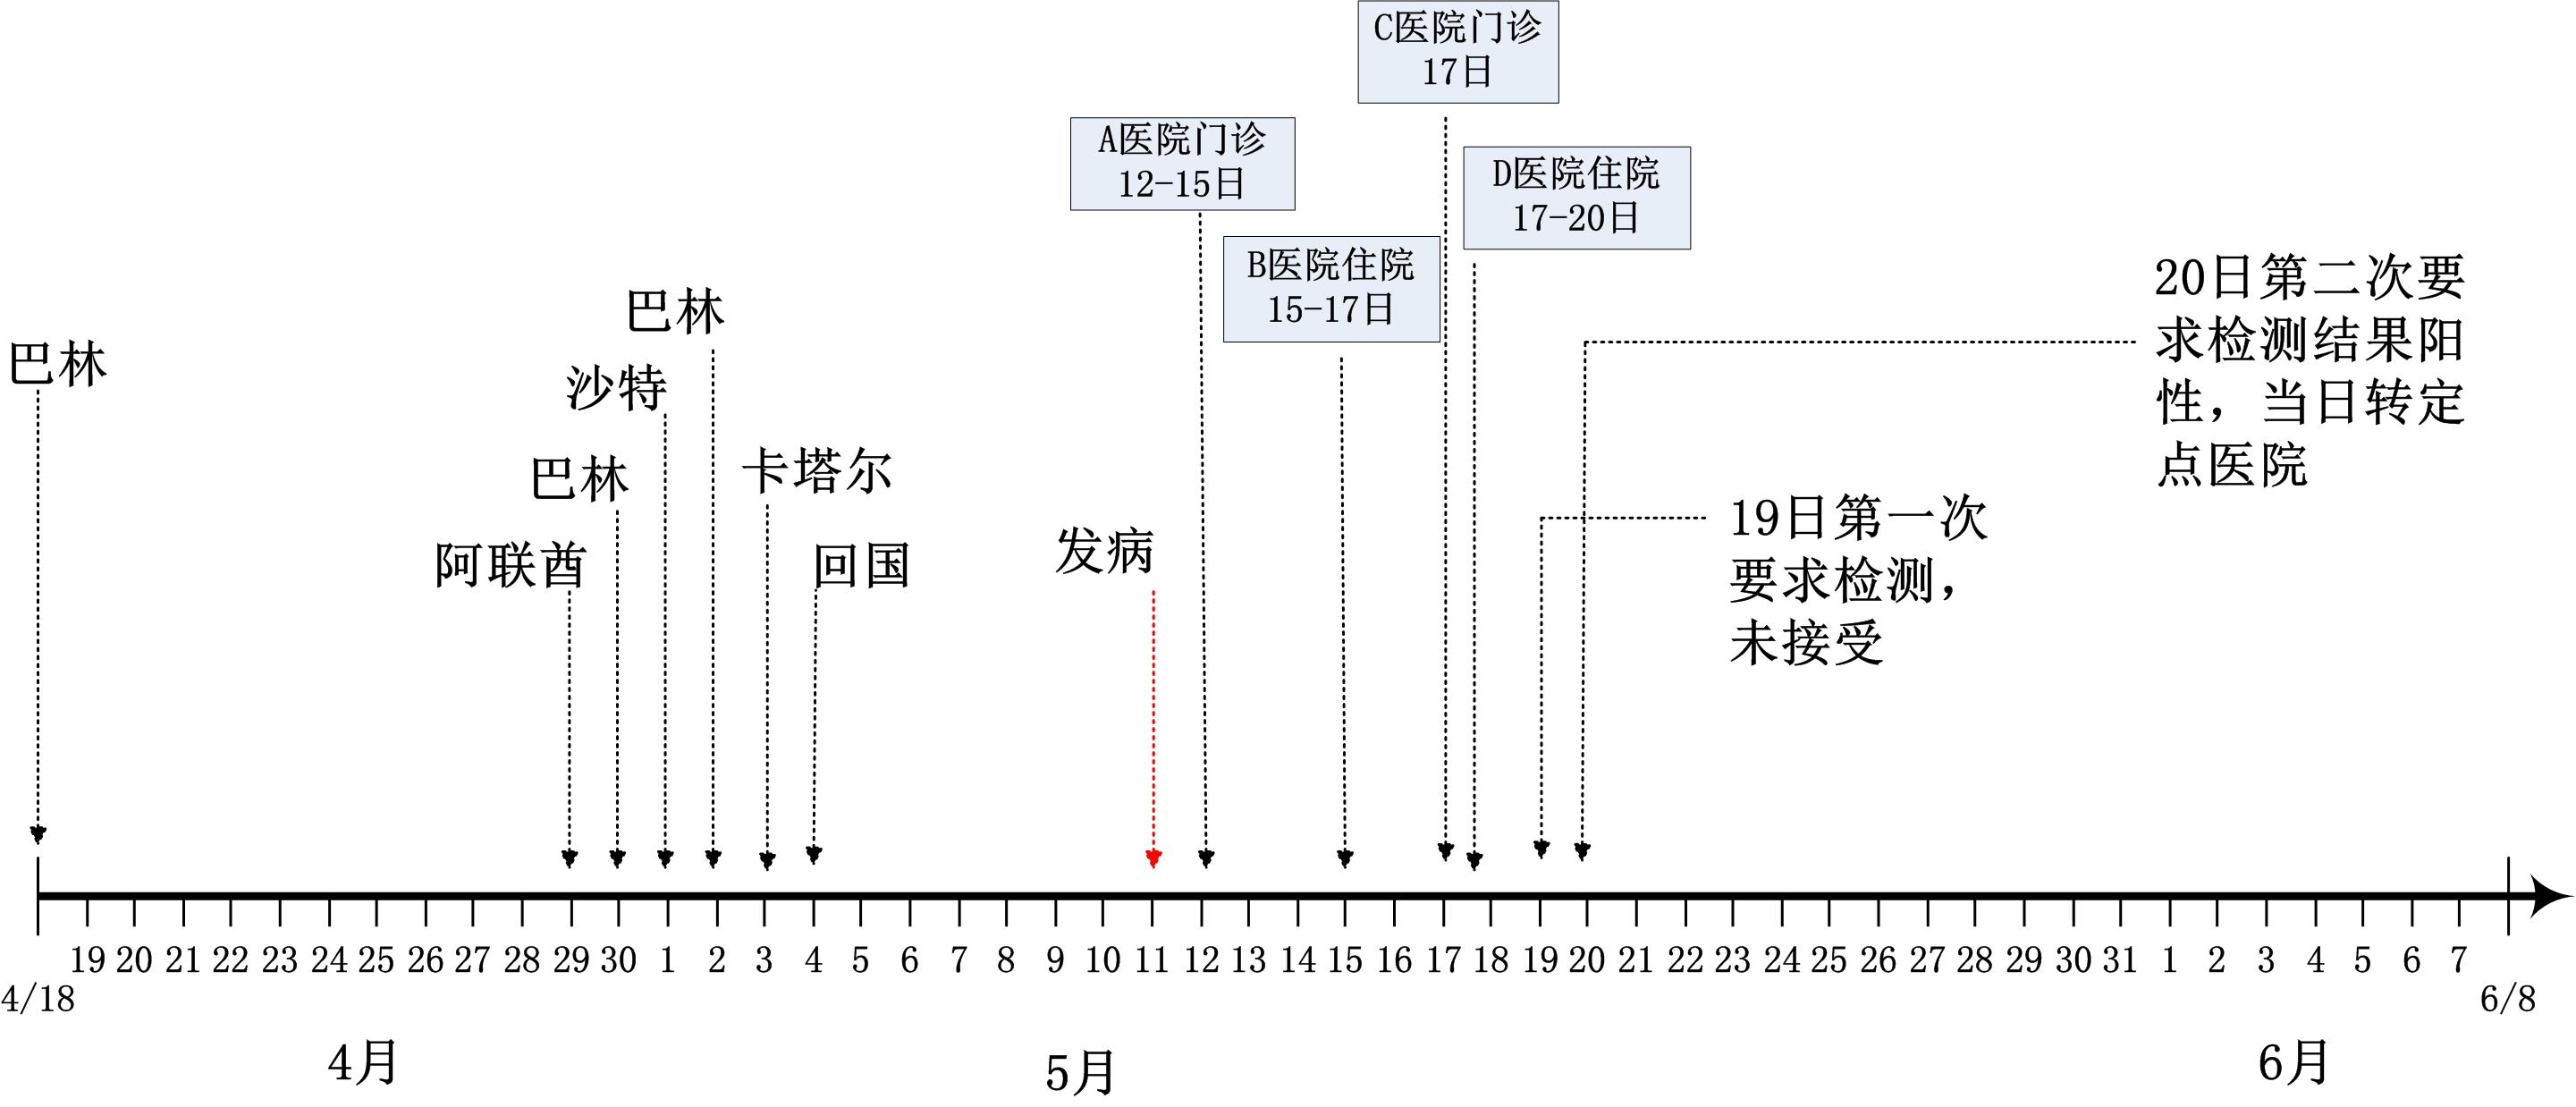 C医院门诊
17日
A医院门诊
12-15日
D医院住院
17-20日
B医院住院
15-17日
20日第二次要
求检测结果阳
性，当日转定
点医院
巴林
巴林
沙特
巴林
卡塔尔
阿联酋
回国
发病
19日第一次
要求检测，
未接受
19 20 21 22 23 24 25 26 27 28 29 30 1 2 3 4 5 6 7 8 9 10 11 12 13 14 15 16 17 18 19 20 21 22 23 24 25 26 27 28 29 30 31 1 2 3 4 5 6 7
4/18 6/8
4月 5月 6月